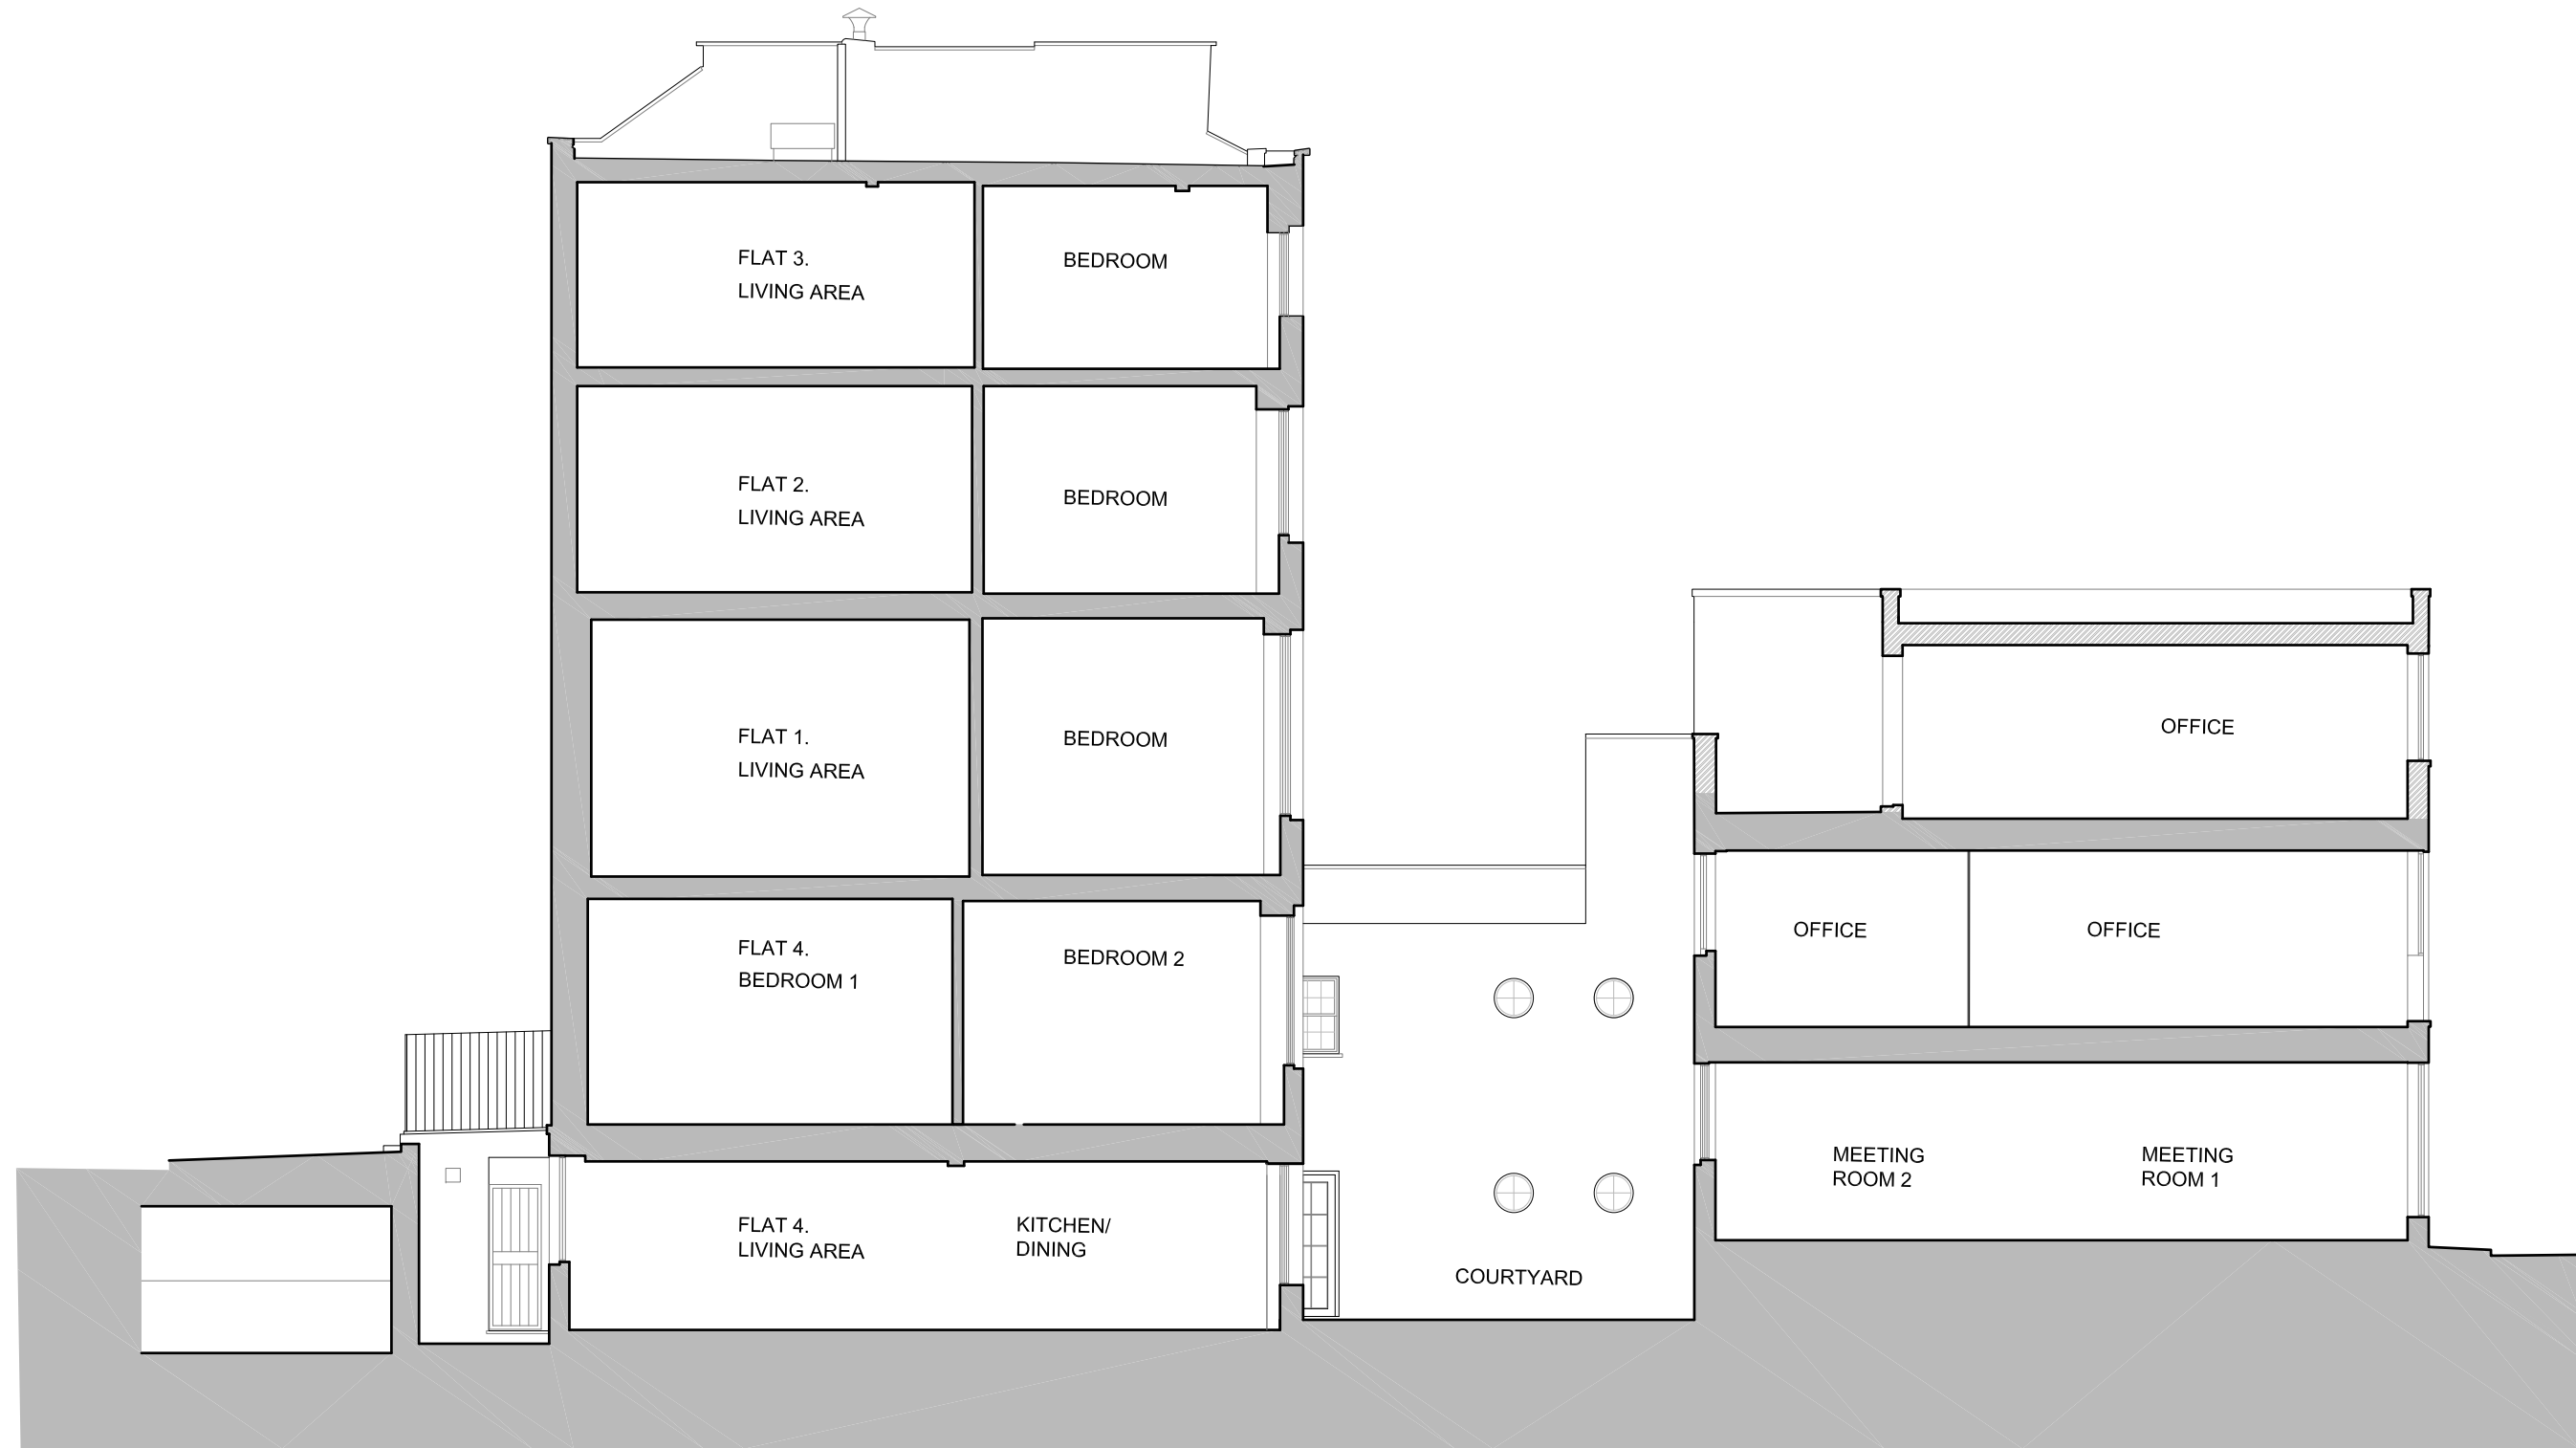 FLAT 3.
LIVING AREA
BEDROOM
FLAT 2.
LIVING AREA
BEDROOM
FLAT 1.
LIVING AREA
BEDROOM
OFFICE
FLAT 4.
BEDROOM 1
BEDROOM 2
OFFICE
OFFICE
FLAT 4.
LIVING AREA
KITCHEN/
DINING
COURTYARD
MEETING
ROOM 2
MEETING
ROOM 1